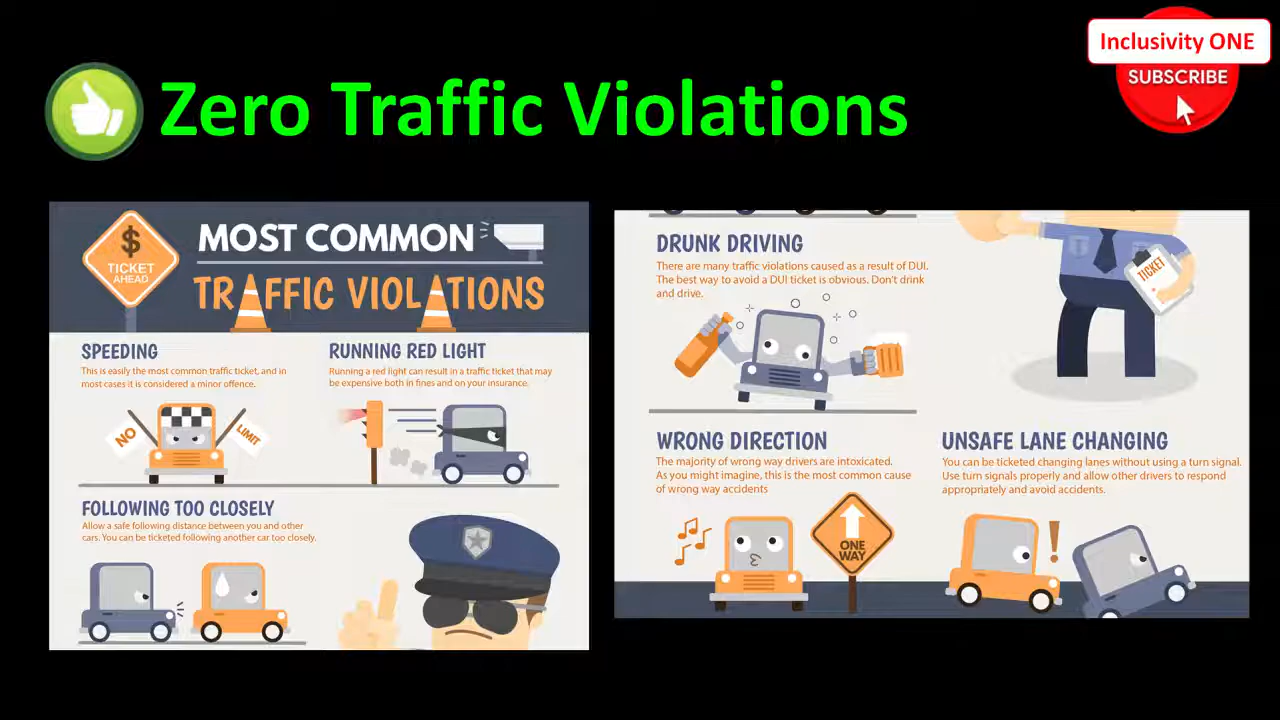 Inclusivity ONE
SUBSCRIBE
Zero Traffic Violations
$
TICKET
AHEAD
MOST COMMON
TRAFFIC VIOLATIONS
SPEEDING
This is easily the most common traffic ticket, and in
most cases it is considered a minor offence.
NO
LIMIT
RUNNING RED LIGHT
Running a red light can result in a traffic ticket that may
be expensive both in fines and on your insurance.
FOLLOWING TOO CLOSELY
Allow a safe following distance between you and other
cars. You can be ticketed following another car too closely.
DRUNK DRIVING
There are many traffic violations caused as a result of DUI.
The best way to avoid a DUI ticket is obvious. Don't drink
and drive.
TICKET
WRONG DIRECTION
The majority of wrong way drivers are intoxicated.
As you might imagine, this is the most common cause
of wrong way accidents
ONE
WAY
UNSAFE LANE CHANGING
You can be ticketed changing lanes without using a turn signal.
Use turn signals properly and allow other drivers to respond
appropriately and avoid accidents.
!